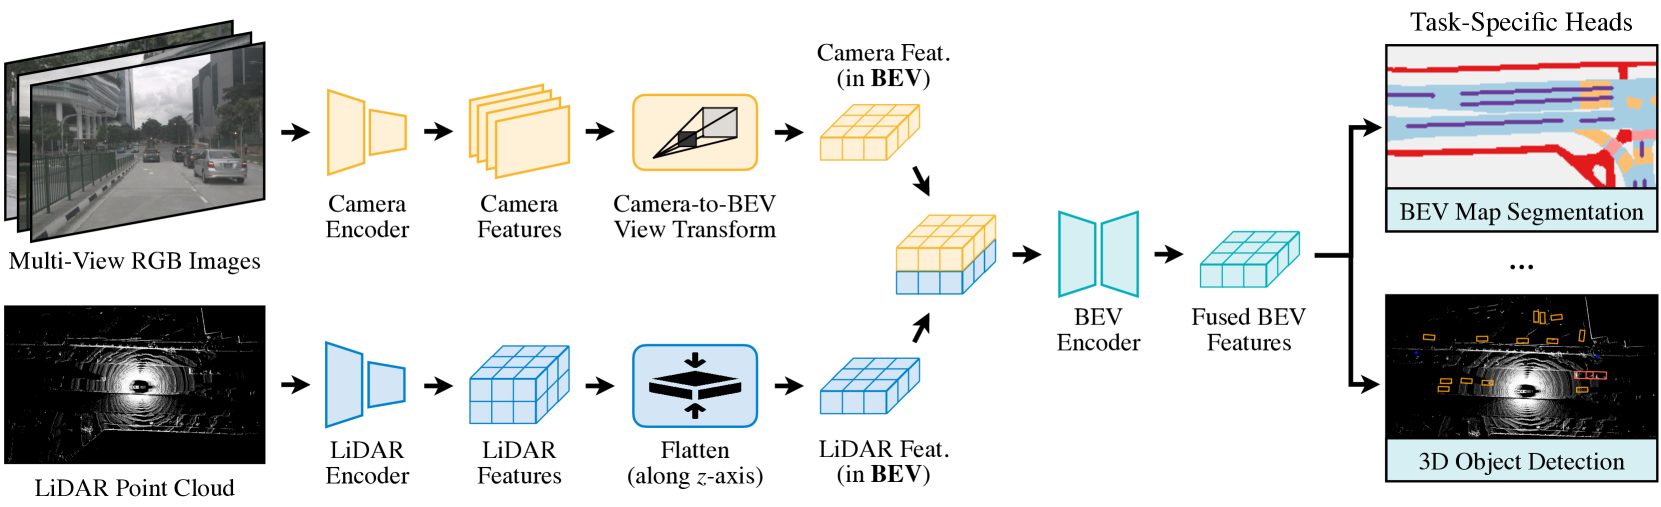 Task-Specific Heads
Camera Feat.
(in BEV)
Camera
Encoder
Camera
Features
Camera-to-BEV
View Transform
Multi-View RGB Images
BEV Map Segmentation
...
BEV
Encoder
Fused BEV
Features
LiDAR
Encoder
LiDAR
Features
Flatten
(along z-axis)
LiDAR Feat.
(in BEV)
LiDAR Point Cloud
3D Object Detection